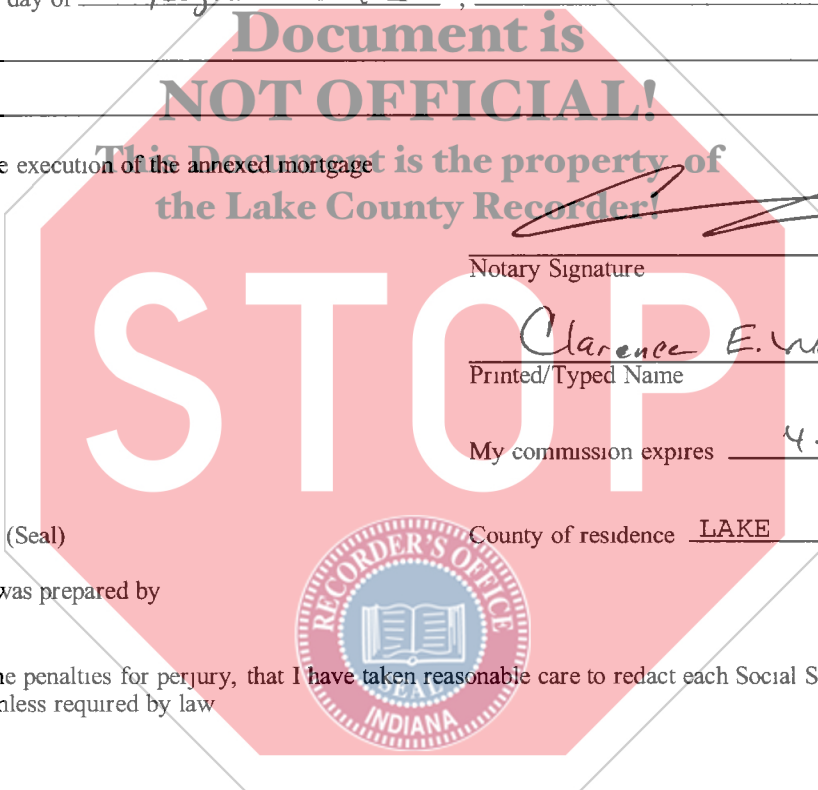 day of
Document is
NOT OFFICIAL!
e execution of the annexed mortgage
This Document is the property of
the Lake County Recorder!
Notary Signature
Clarence E.
Printed/Typed Name
STOP
My commission expires 4
(Seal)
County of residence LAKE
RECORDER'S OFFICE
was prepared by
SEAL
INDIANA
ne penalties for perjury, that I have taken reasonable care to redact each Social S
nless required by law